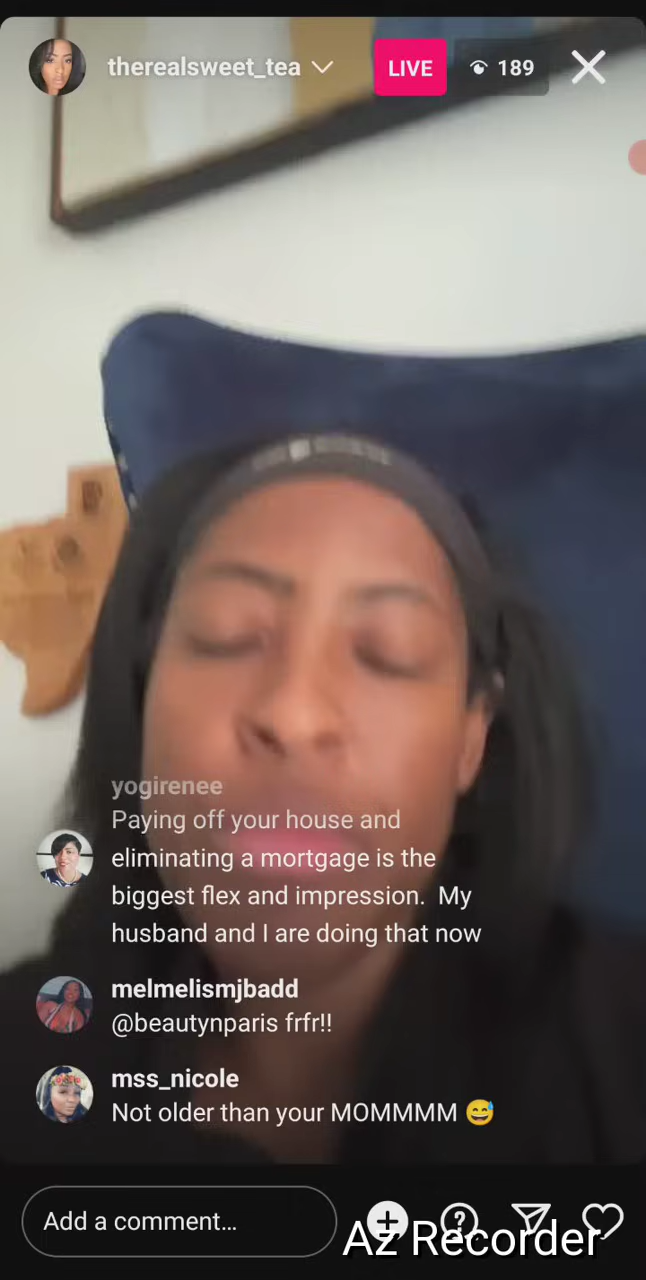 therealsweet_tea
LIVE
189
yogirenee
Paying off your house and
eliminating a mortgage is the
biggest flex and impression. My
husband and I are doing that now
melmelismjbadd
@beautynparis frfr!!
mss_nicole
Not older than your MOMMMM 😅
Add a comment...
Az Recorder